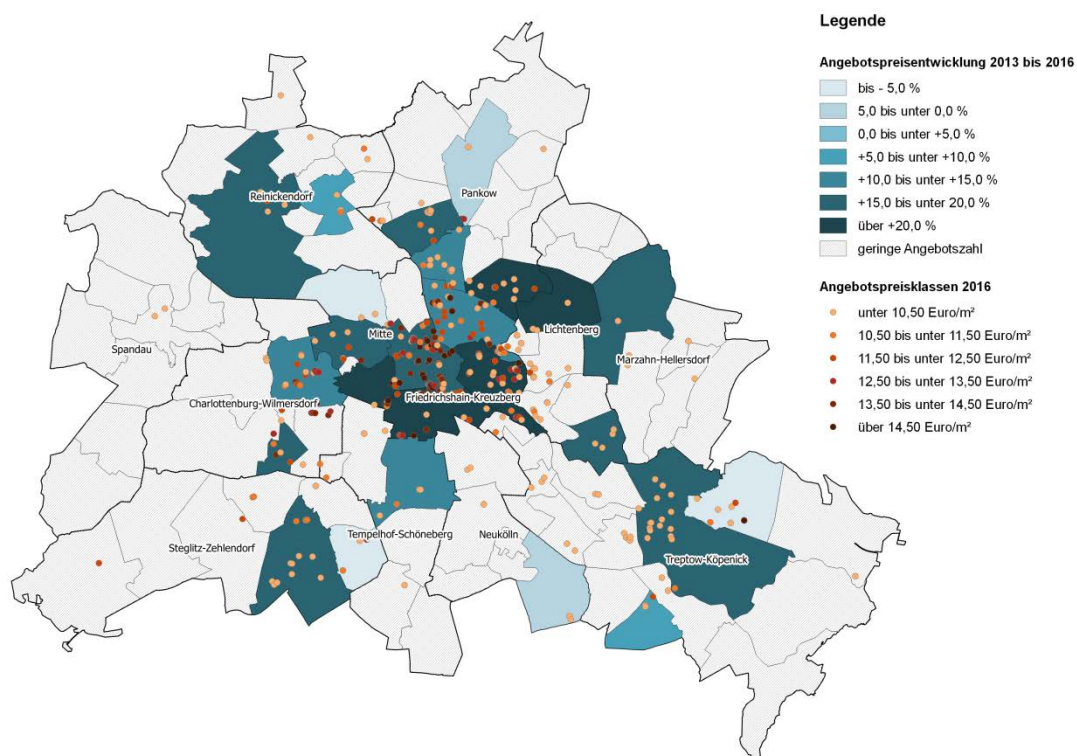 Legende
Angebotspreisentwicklung 2013 bis 2016
bis - 5,0 %
5,0 bis unter 0,0 %
0,0 bis unter +5,0 %
+5,0 bis unter +10,0 %
+10,0 bis unter +15,0 %
+15,0 bis unter 20,0 %
über +20,0 %
geringe Angebotszahl
Angebotspreisklassen 2016
unter 10,50 Euro/m²
10,50 bis unter 11,50 Euro/m²
11,50 bis unter 12,50 Euro/m²
12,50 bis unter 13,50 Euro/m²
13,50 bis unter 14,50 Euro/m²
über 14,50 Euro/m²
Reinickendorf
Pankow
Mitte
Lichtenberg
Spandau
Marzahn-Hellersdorf
Charlottenburg-Wilmersdorf
Friedrichshain-Kreuzberg
Steglitz-Zehlendorf
Tempelhof-Schöneberg
Neukölln
Treptow-Köpenick